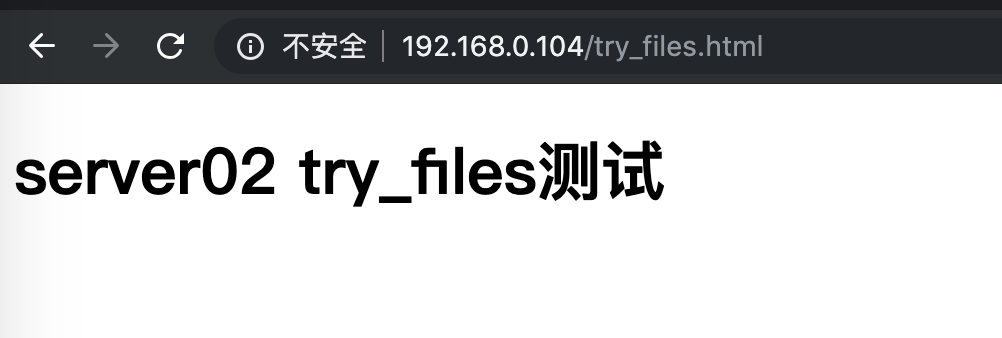 不安全 192.168.0.104/try_files.html
server02 try_files测试